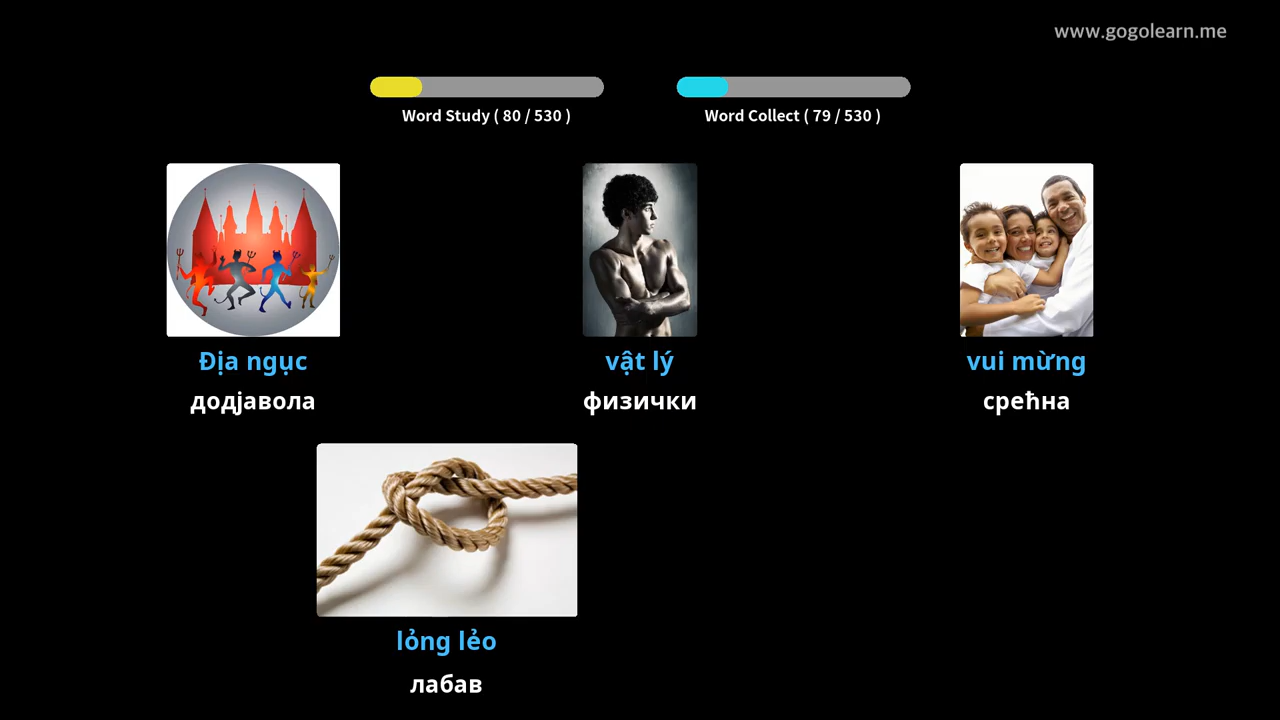 www.gogolearn.me
Word Study ( 80 / 530 )
Word Collect ( 79 / 530 )
Địa ngục
додјавола
vật lý
физички
vui mừng
срећна
lỏng lẻo
лабав